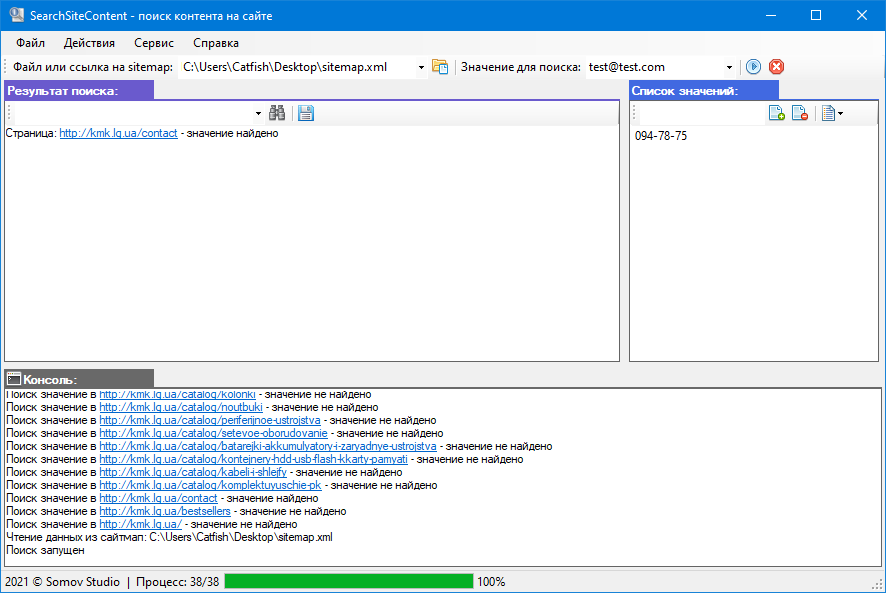 SearchSiteContent - поиск контента на сайте
Файл Действия Сервис Справка
Файл или ссылка на sitemap: C:\Users\Catfish\Desktop\sitemap.xml Значение для поиска: test@test.com
Результат поиска:
Страница: http://kmk.lg.ua/contact - значение найдено
Список значений:
094-78-75
Консоль:
Поиск значение в http://kmk.lg.ua/catalog/kolonki - значение не найдено
Поиск значение в http://kmk.lg.ua/catalog/noutbuki - значение не найдено
Поиск значение в http://kmk.lg.ua/catalog/periferijnoe-ustrojstva - значение не найдено
Поиск значение в http://kmk.lg.ua/catalog/setevoe-oborudovanie - значение не найдено
Поиск значение в http://kmk.lg.ua/catalog/batarejki-akkumulyatory-i-zaryadnye-ustrojstva - значение не найдено
Поиск значение в http://kmk.lg.ua/catalog/kontejnery-hdd-usb-flash-kkarty-pamyati - значение не найдено
Поиск значение в http://kmk.lg.ua/catalog/kabeli-i-shlejfy - значение не найдено
Поиск значение в http://kmk.lg.ua/catalog/komplektuyuschie-pk - значение не найдено
Поиск значение в http://kmk.lg.ua/contact - значение найдено
Поиск значение в http://kmk.lg.ua/bestsellers - значение не найдено
Поиск значение в http://kmk.lg.ua/ - значение не найдено
Чтение данных из сайтмап: C:\Users\Catfish\Desktop\sitemap.xml
Поиск запущен
2021 © Somov Studio | Процесс: 38/38 100%